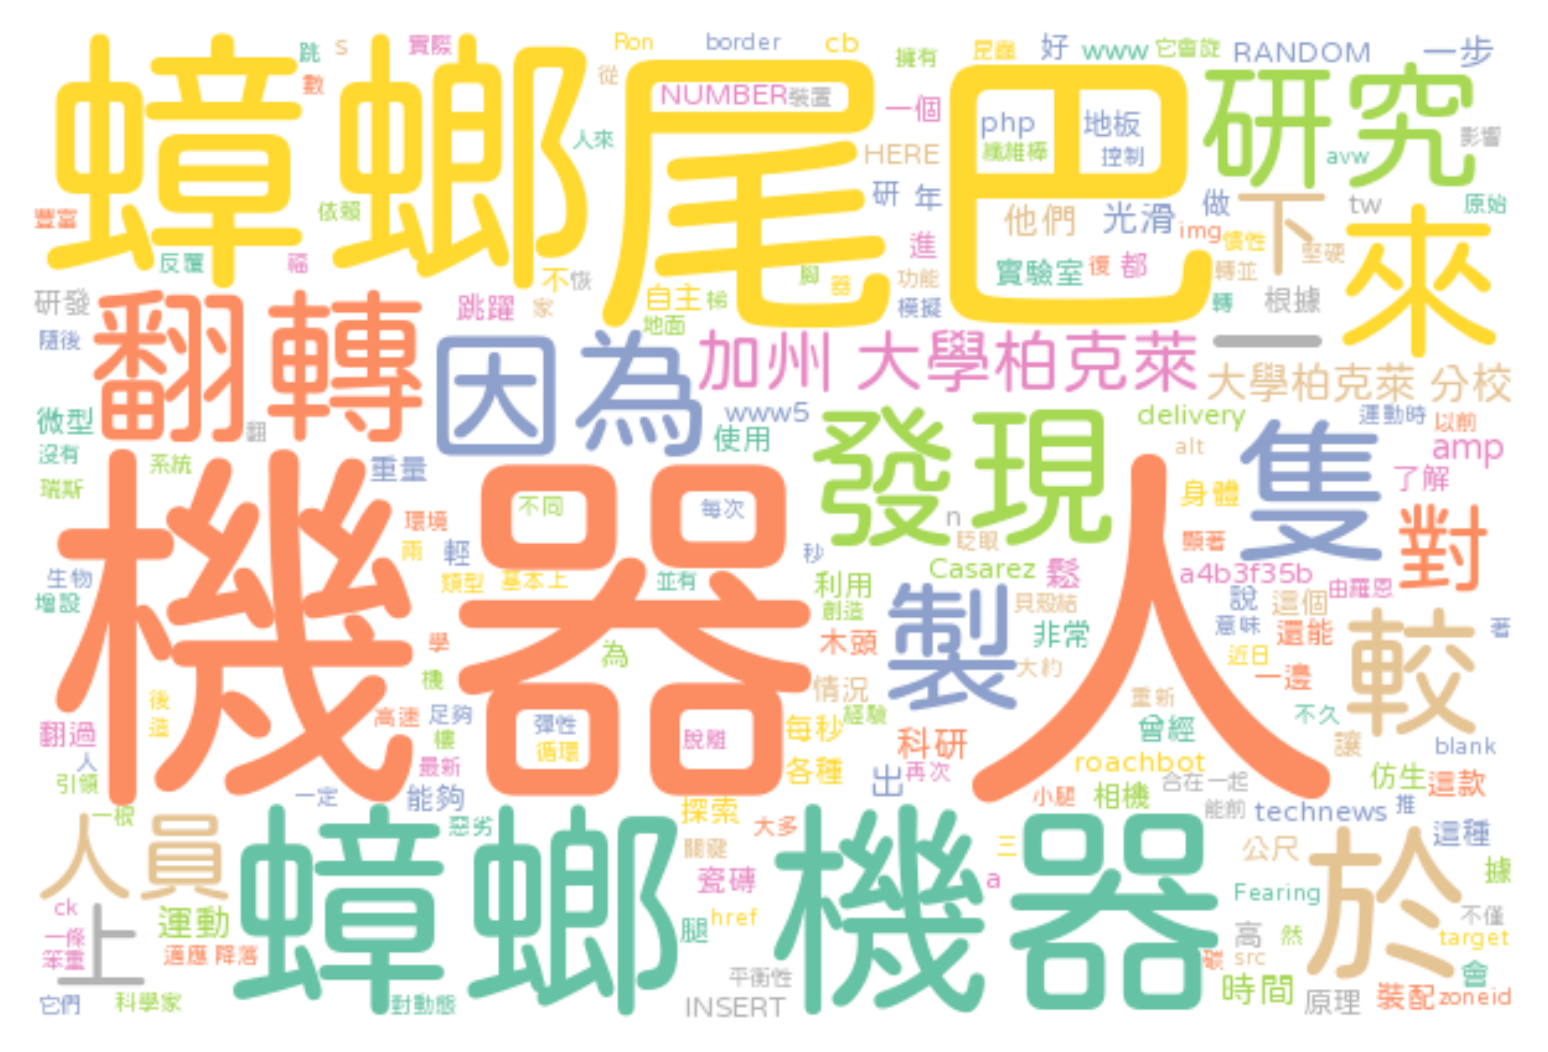 跳 s 實際 Ron border cb 擁有 昆蟲 好 www 它會旋 RANDOM 一步
蟑螂 尾巴 研究
數 從 NUMBER 裝置 一個 php 地板 影響
人來 HERE 纖維棒 控制 avw
豐富 依賴 研 年 他們 光滑 做 下 tw 原始
反覆 福 不 恢 腳 器 進 功能 實驗室 復 都 img 慣性 堅硬 來
研發 跳躍 家 自主 梯 模擬 轉並 轉 根據
隨後 翻轉 因為 地面 加州 大學柏克萊 一 大學柏克萊 分校
微型 翻 www5 使用 發現 delivery 運動時 以前
沒有 系統 重量 alt 隻 amp
瑞斯 不同 每次 n 身體 了解
機器人 環境 秒 眨眼 顯著 對
雨 輕 類型 基本上 並有 利用 Casarez 鬆 a4b3f35b 由羅恩
生物 增設 創造 製 貝殼結 說 這個
學 為 木頭 非常 意味 還能 較 著
樓 情況 大約 近日 一邊
後 造 高速 足夠 彈性 每秒 經驗 重新 曾經 不久
翻過 樓 循環 脫離 科研 讓 blank
人 引領 最新 各種 出 再次 roachbot 合在一起 仿生 這款
一定 能夠 探索 小腿 相機 能前 technews 推
一根 人員 惡劣 蟑螂 機器 大多 三 公尺 這種
關鍵 瓷磚 a Fearing 於 據
ck 上 運動 腿 href 高 然 不僅
一條 笨重 適應 降落 碳 src target
平衡性 會
它們 科學家 對動態 INSERT 時間 原理 裝配 zoneid